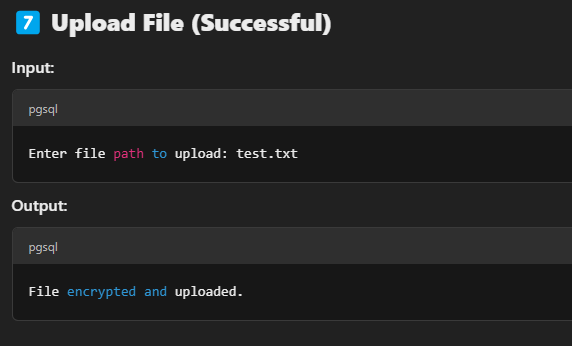 7 Upload File (Successful)
Input:
pgsql
Enter file path to upload: test.txt
Output:
pgsql
File encrypted and uploaded.